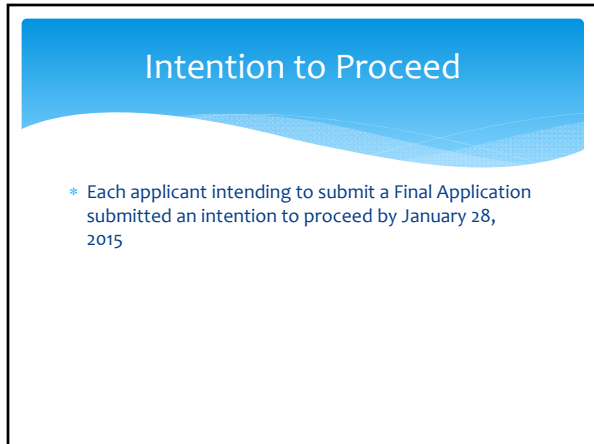 Intention to Proceed
* Each applicant intending to submit a Final Application
submitted an intention to proceed by January 28,
2015